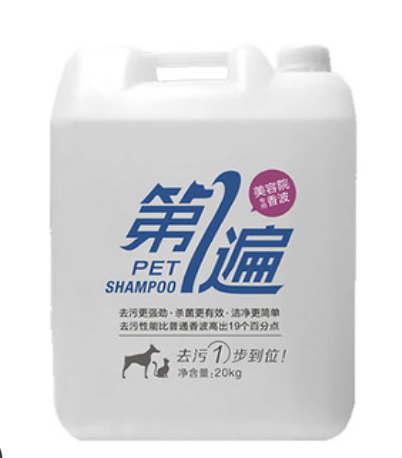 第1遍
美容院
专用香波
PET
SHAMPOO
去污更强劲·杀菌更有效·洁净更简单
去污性能比普通香波高出19个百分点
去污1步到位!
净含量:20kg